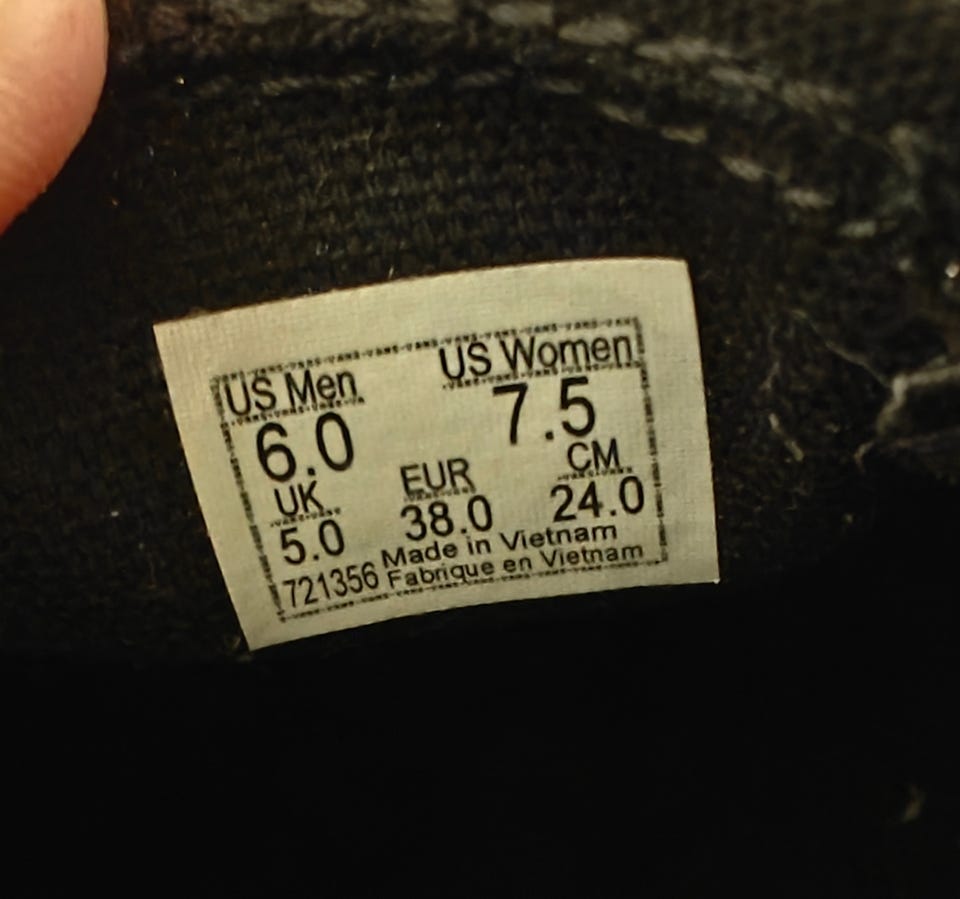 US Men US Women
6.0 7.5
UK EUR CM
5.0 38.0 24.0
721356 Made in Vietnam
Fabrique en Vietnam